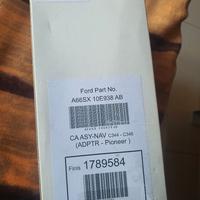 Ford Part No.
A66SX 10E938 AB
CA ASY-NAV C344 - C346
(ADPTR - Pioneer )
Finis 1789584